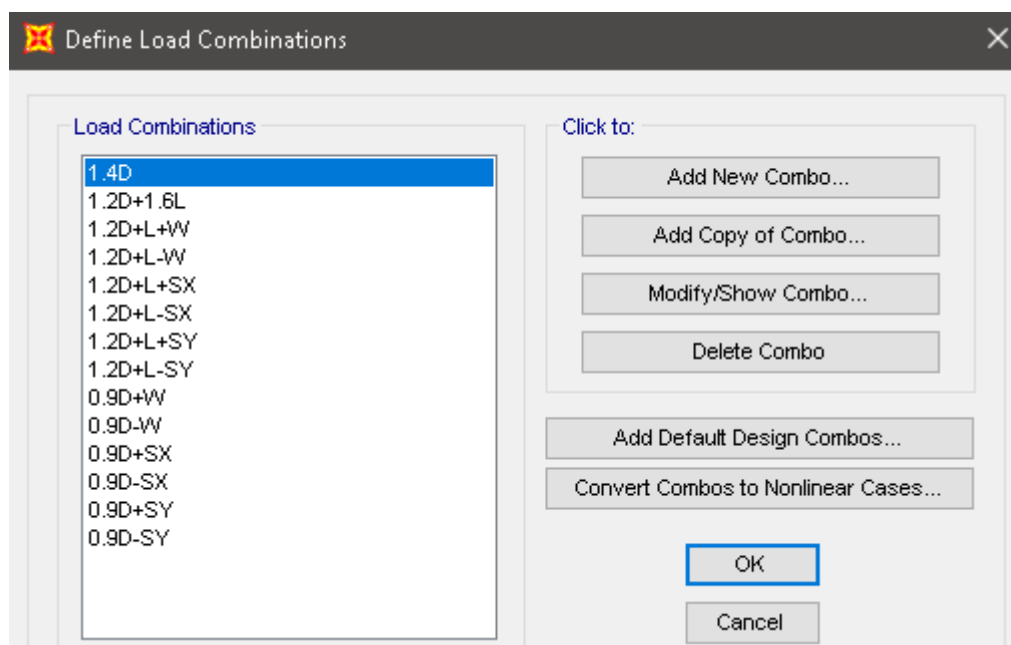 Define Load Combinations
Load Combinations
1.4D
1.2D+1.6L
1.2D+L+W
1.2D+L-W
1.2D+L+SX
1.2D+L-SX
1.2D+L+SY
1.2D+L-SY
0.9D+W
0.9D-W
0.9D+SX
0.9D-SX
0.9D+SY
0.9D-SY
Click to:
Add New Combo...
Add Copy of Combo...
Modify/Show Combo...
Delete Combo
Add Default Design Combos...
Convert Combos to Nonlinear Cases...
OK
Cancel